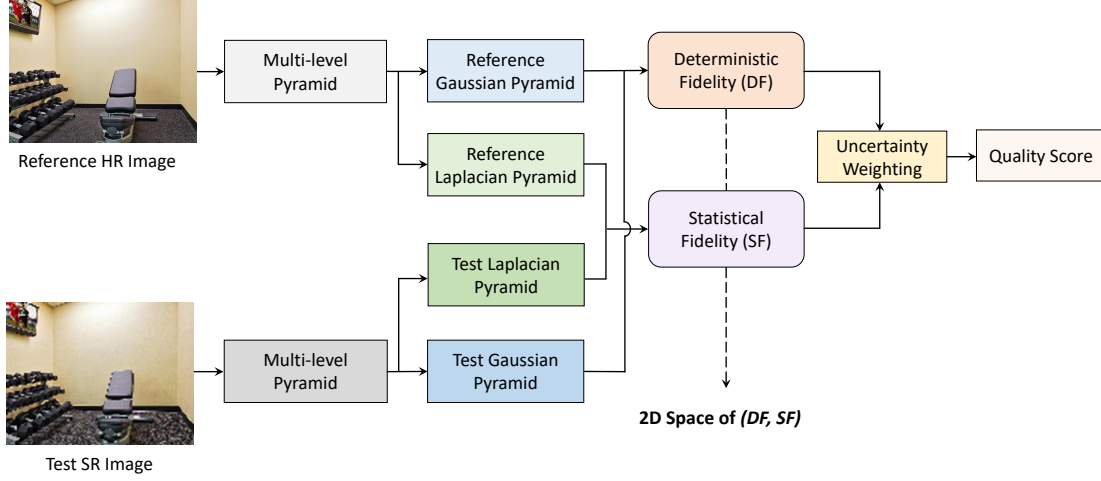 Reference HR Image
Multi-level
Pyramid
Reference
Gaussian Pyramid
Reference
Laplacian Pyramid
Deterministic
Fidelity (DF)
Statistical
Fidelity (SF)
Uncertainty
Weighting
Quality Score
Test SR Image
Multi-level
Pyramid
Test Laplacian
Pyramid
Test Gaussian
Pyramid
2D Space of (DF, SF)